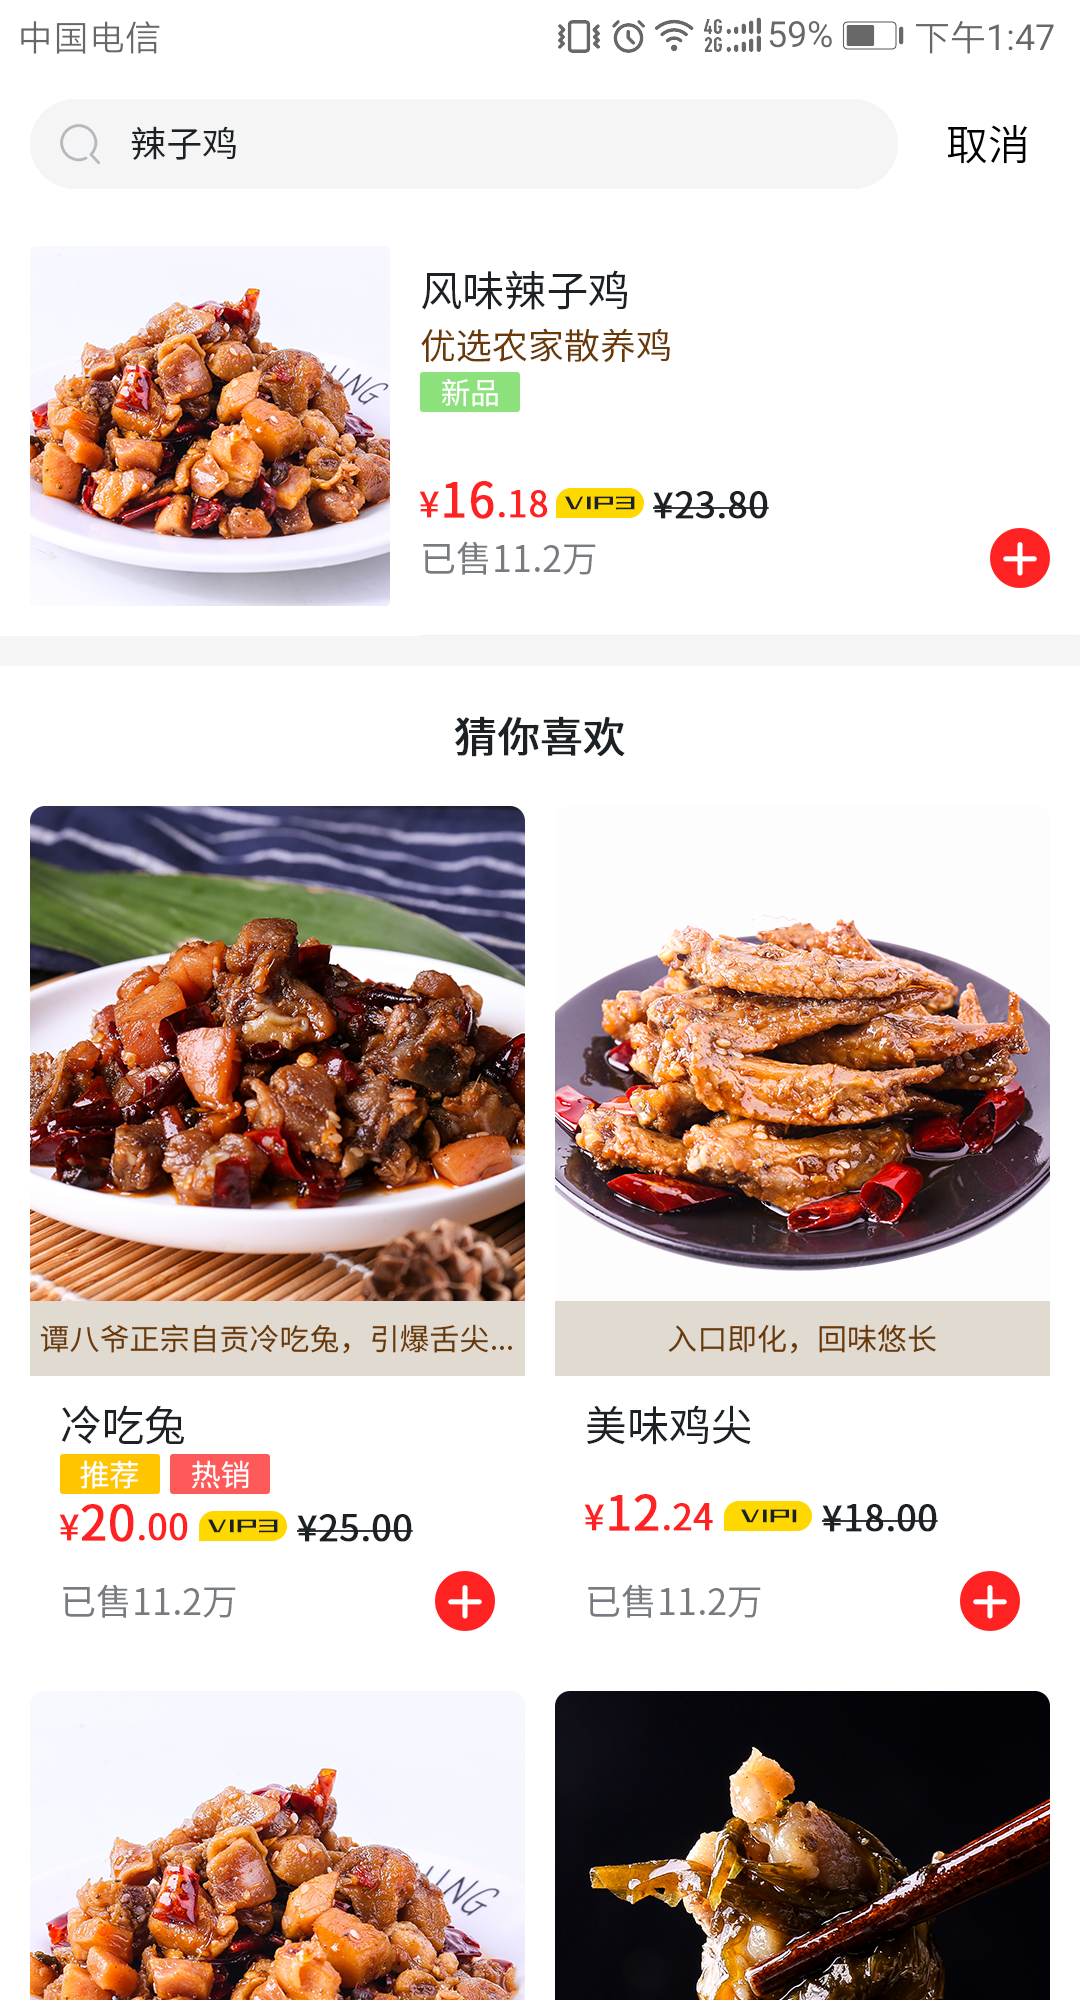 中国电信
4G
2G
59%
下午1:47
辣子鸡
取消
风味辣子鸡
优选农家散养鸡
新品
¥16.18 VIP3 ¥23.80
已售11.2万
猜你喜欢
谭八爷正宗自贡冷吃兔，引爆舌尖...
冷吃兔
推荐 热销
¥20.00 VIP3 ¥25.00
已售11.2万
入口即化，回味悠长
美味鸡尖
¥12.24 VIP1 ¥18.00
已售11.2万